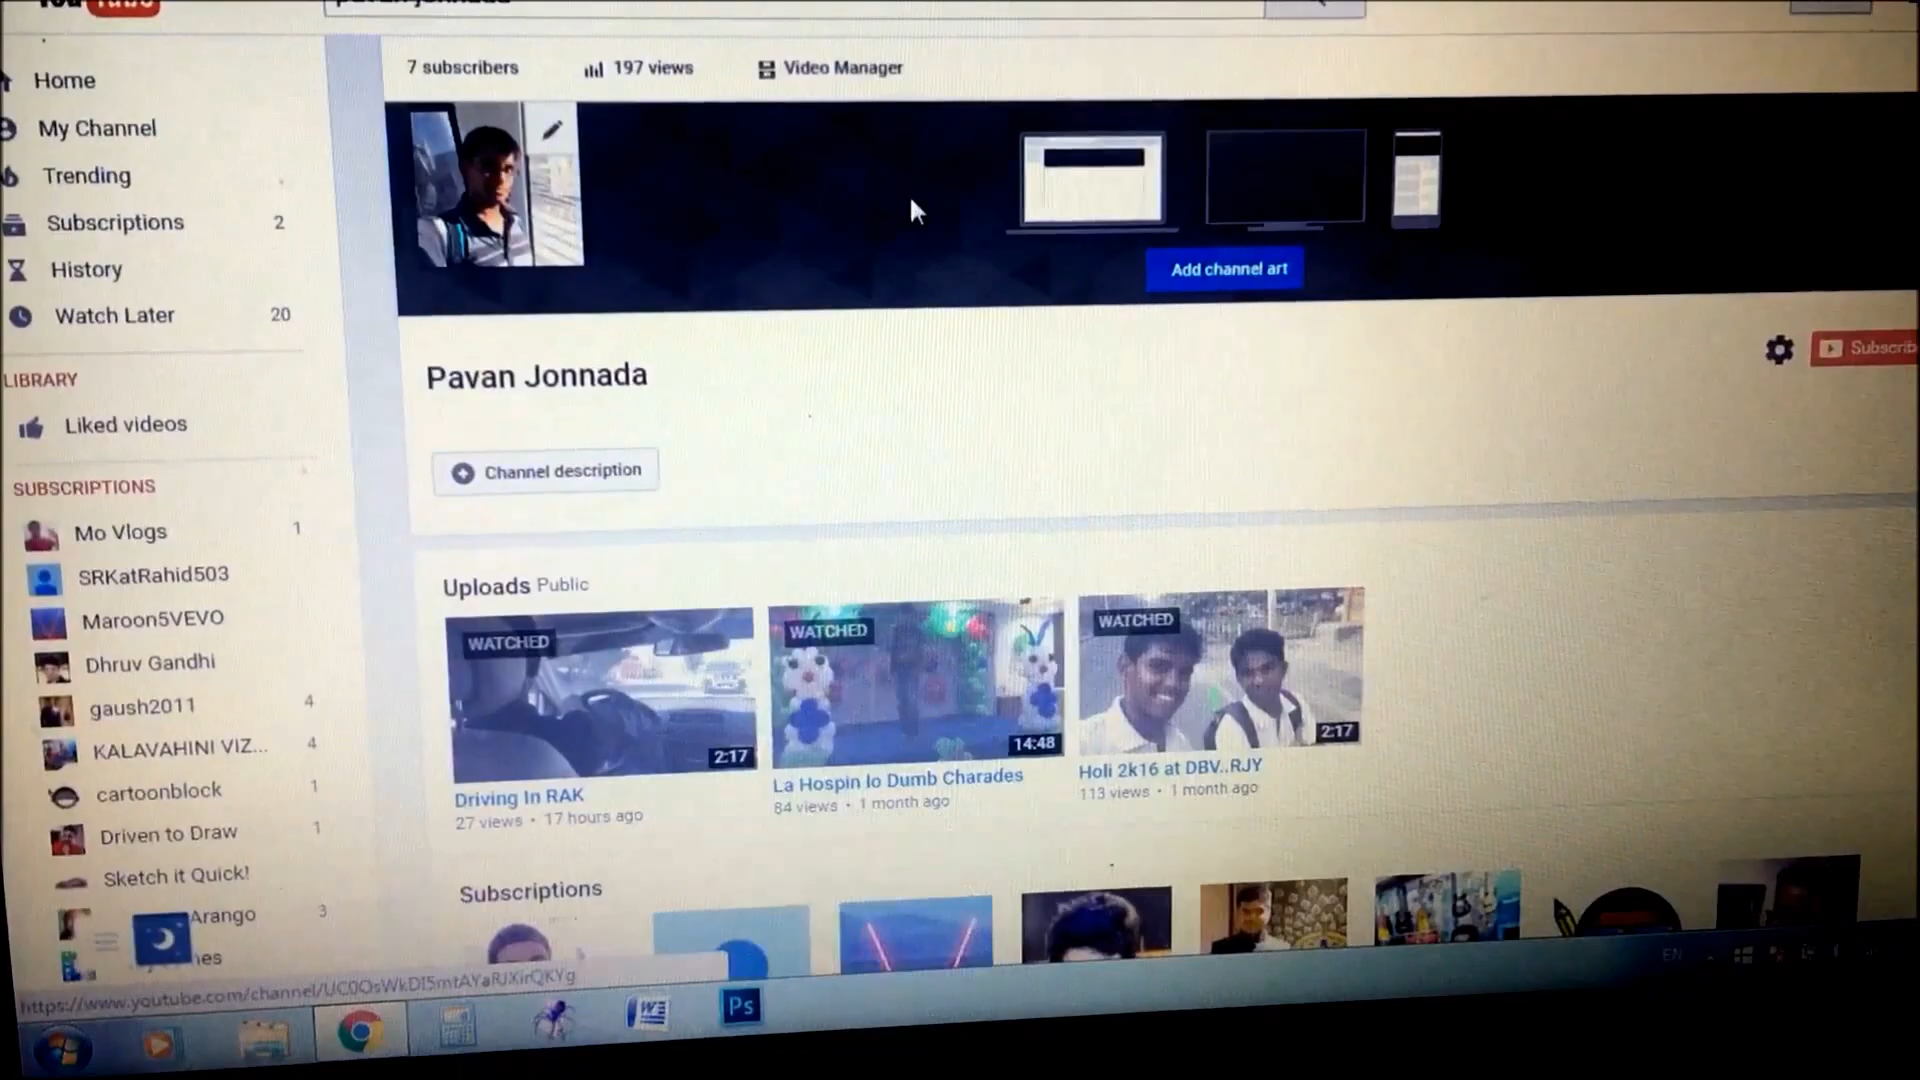 7 subscribers
197 views
Video Manager
Home
My Channel
Trending
Subscriptions 2
History
Watch Later 20
LIBRARY
Liked videos
SUBSCRIPTIONS
Mo Vlogs 1
SRKatRahid503
Maroon5VEVO
Dhruv Gandhi
gaush2011 4
KALAVAHINI VIZ... 4
cartoonblock 1
Driven to Draw 1
Sketch it Quick!
Arango 3
Add channel art
Pavan Jonnada
Subscrib
Channel description
Uploads Public
WATCHED
2:17
Driving In RAK
27 views • 17 hours ago
WATCHED
14:48
La Hospin lo Dumb Charades
84 views • 1 month ago
WATCHED
2:17
Holi 2k16 at DBV..RJY
113 views • 1 month ago
Subscriptions
EN
Ps